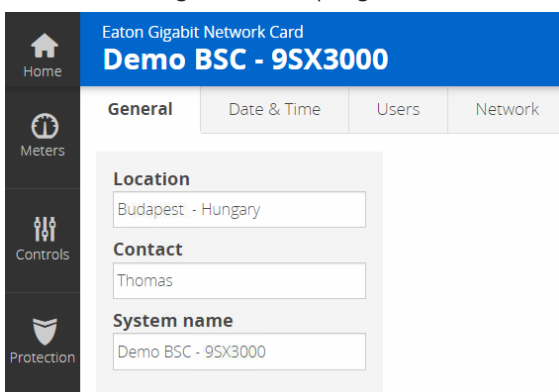 Eaton Gigabit Network Card
Demo BSC - 9SX3000
Home
Meters
Controls
Protection
General Date & Time Users Network
Location
Budapest - Hungary
Contact
Thomas
System name
Demo BSC - 9SX3000